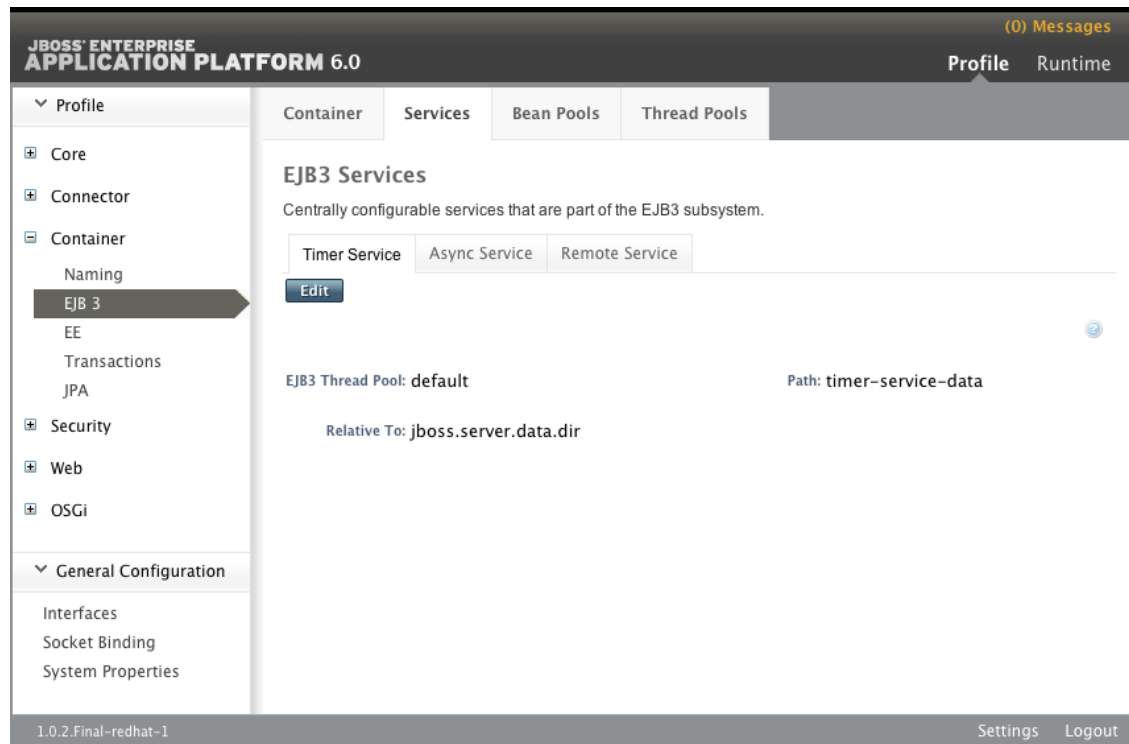 (0) Messages
JBOSS' ENTERPRISE
APPLICATION PLATFORM 6.0
Profile Runtime
Profile
Core
Connector
Container
Naming
EJB 3
EE
Transactions
JPA
Security
Web
OSGi
General Configuration
Interfaces
Socket Binding
System Properties
Container Services Bean Pools Thread Pools
EJB3 Services
Centrally configurable services that are part of the EJB3 subsystem.
Timer Service Async Service Remote Service
Edit
?
EJB3 Thread Pool: default Path: timer-service-data
Relative To: jboss.server.data.dir
1.0.2.Final-redhat-1 Settings Logout